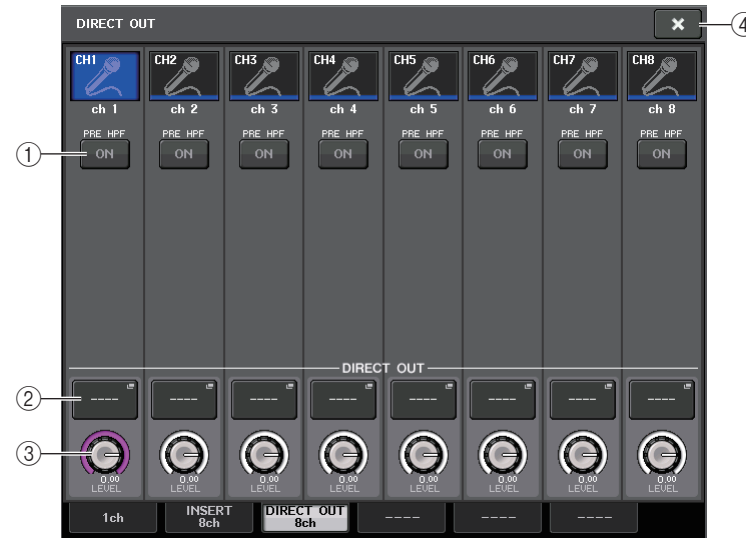 DIRECT OUT ×
④
CH1 CH2 CH3 CH4 CH5 CH6 CH7 CH8
ch 1 ch 2 ch 3 ch 4 ch 5 ch 6 ch 7 ch 8
PRE HPF PRE HPF PRE HPF PRE HPF PRE HPF PRE HPF PRE HPF PRE HPF
① ON ON ON ON ON ON ON ON
DIRECT OUT
② ---- ---- ---- ---- ---- ---- ---- ----
③
0.00 0.00 0.00 0.00 0.00 0.00 0.00 0.00
LEVEL LEVEL LEVEL LEVEL LEVEL LEVEL LEVEL LEVEL
1ch INSERT 8ch DIRECT OUT 8ch ---- ---- ----